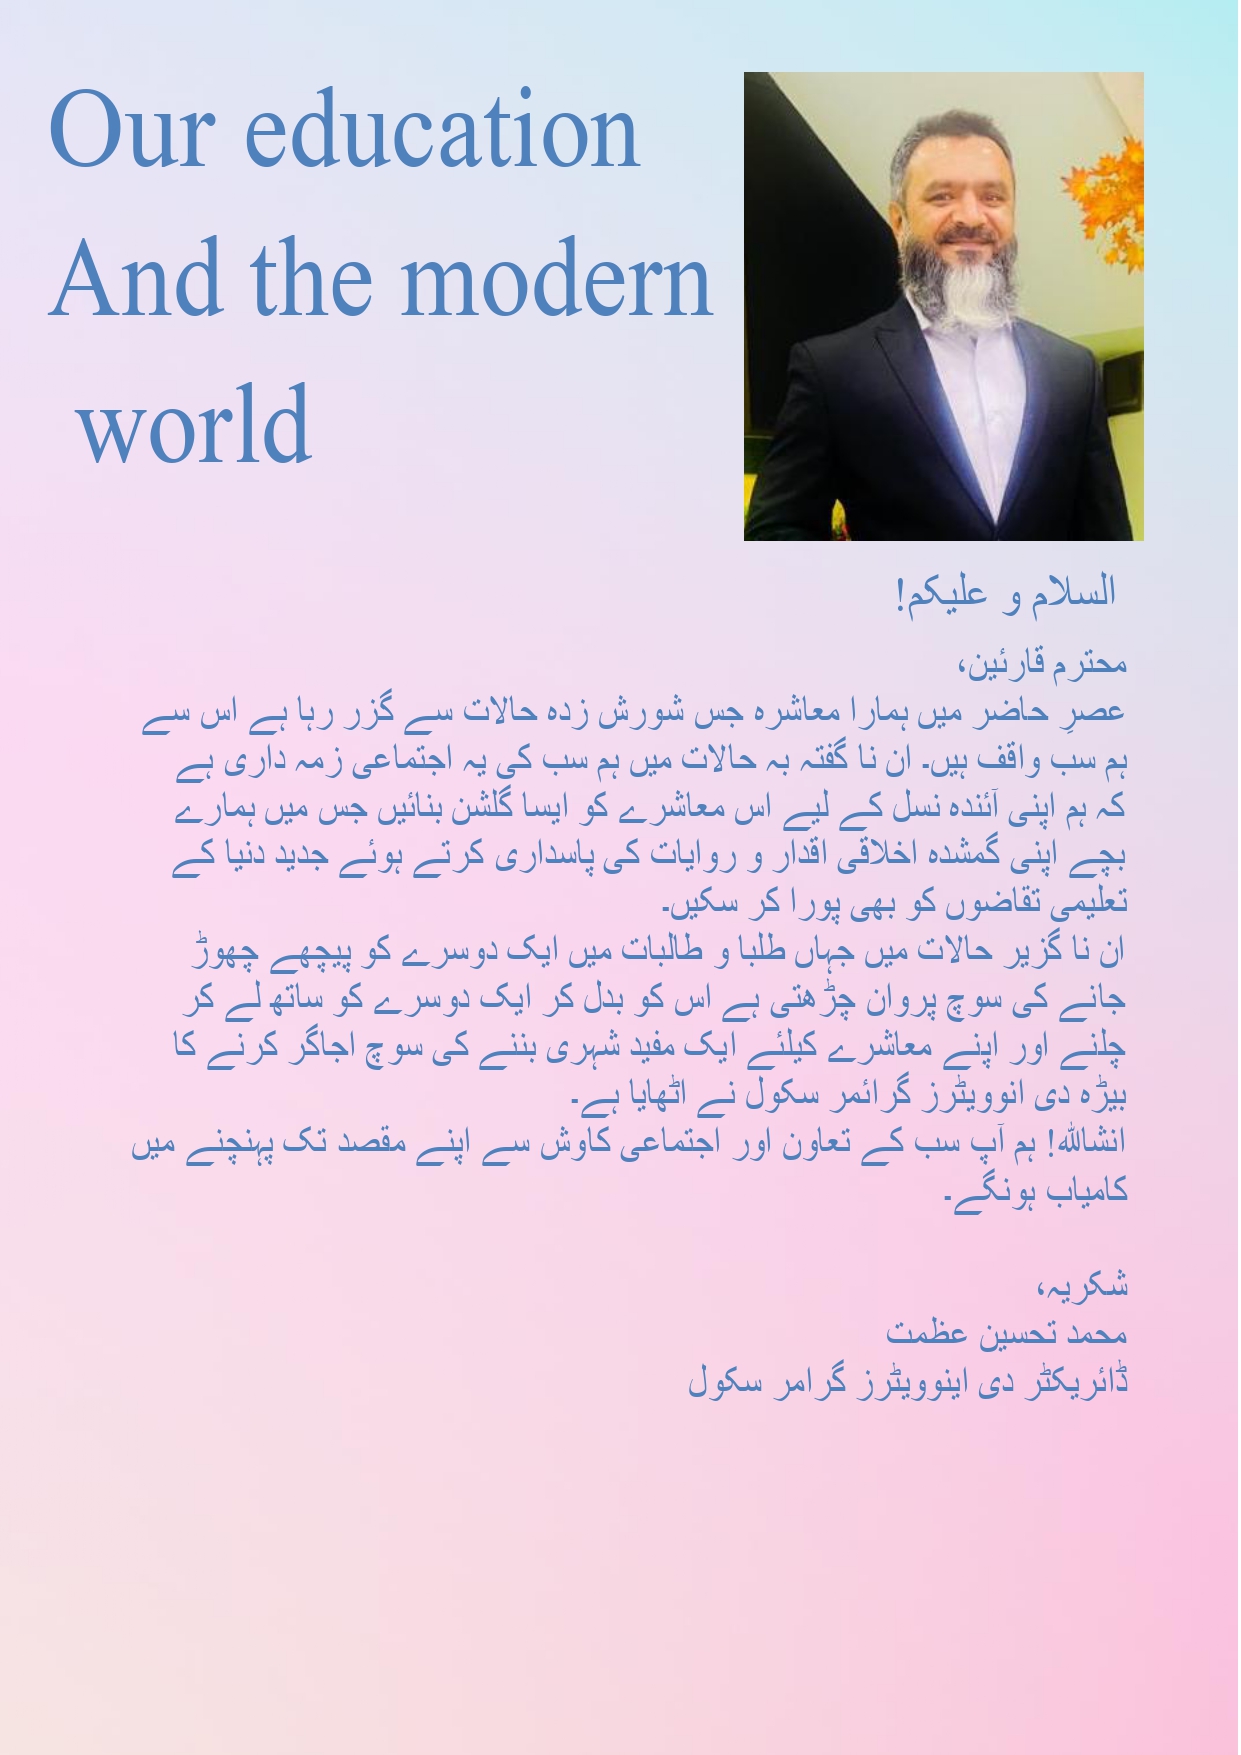 Our education
And the modern
world
السلام و علیکم!
محترم قارئین،
عصرِ حاضر میں ہمارا معاشرہ جس شورش زدہ حالات سے گزر رہا ہے اس سے
ہم سب واقف ہیں۔ ان نا گفتہ بہ حالات میں ہم سب کی یہ اجتماعی زمہ داری ہے
کہ ہم اپنی آئندہ نسل کے لیے اس معاشرے کو ایسا گلشن بنائیں جس میں ہمارے
بچے اپنی گمشدہ اخلاقی اقدار و روایات کی پاسداری کرتے ہوئے جدید دنیا کے
تعلیمی تقاضوں کو بھی پورا کر سکیں۔
ان نا گزیر حالات میں جہاں طلبا و طالبات میں ایک دوسرے کو پیچھے چھوڑ
جانے کی سوچ پروان چڑھتی ہے اس کو بدل کر ایک دوسرے کو ساتھ لے کر
چلنے اور اپنے معاشرے کیلئے ایک مفید شہری بننے کی سوچ اجاگر کرنے کا
بیڑہ دی انوویٹرز گرائمر سکول نے اٹھایا ہے۔
انشاﷲ! ہم آپ سب کے تعاون اور اجتماعی کاوش سے اپنے مقصد تک پہنچنے میں
کامیاب ہونگے۔
شکریہ،
محمد تحسین عظمت
ڈائریکٹر دی اینوویٹرز گرامر سکول